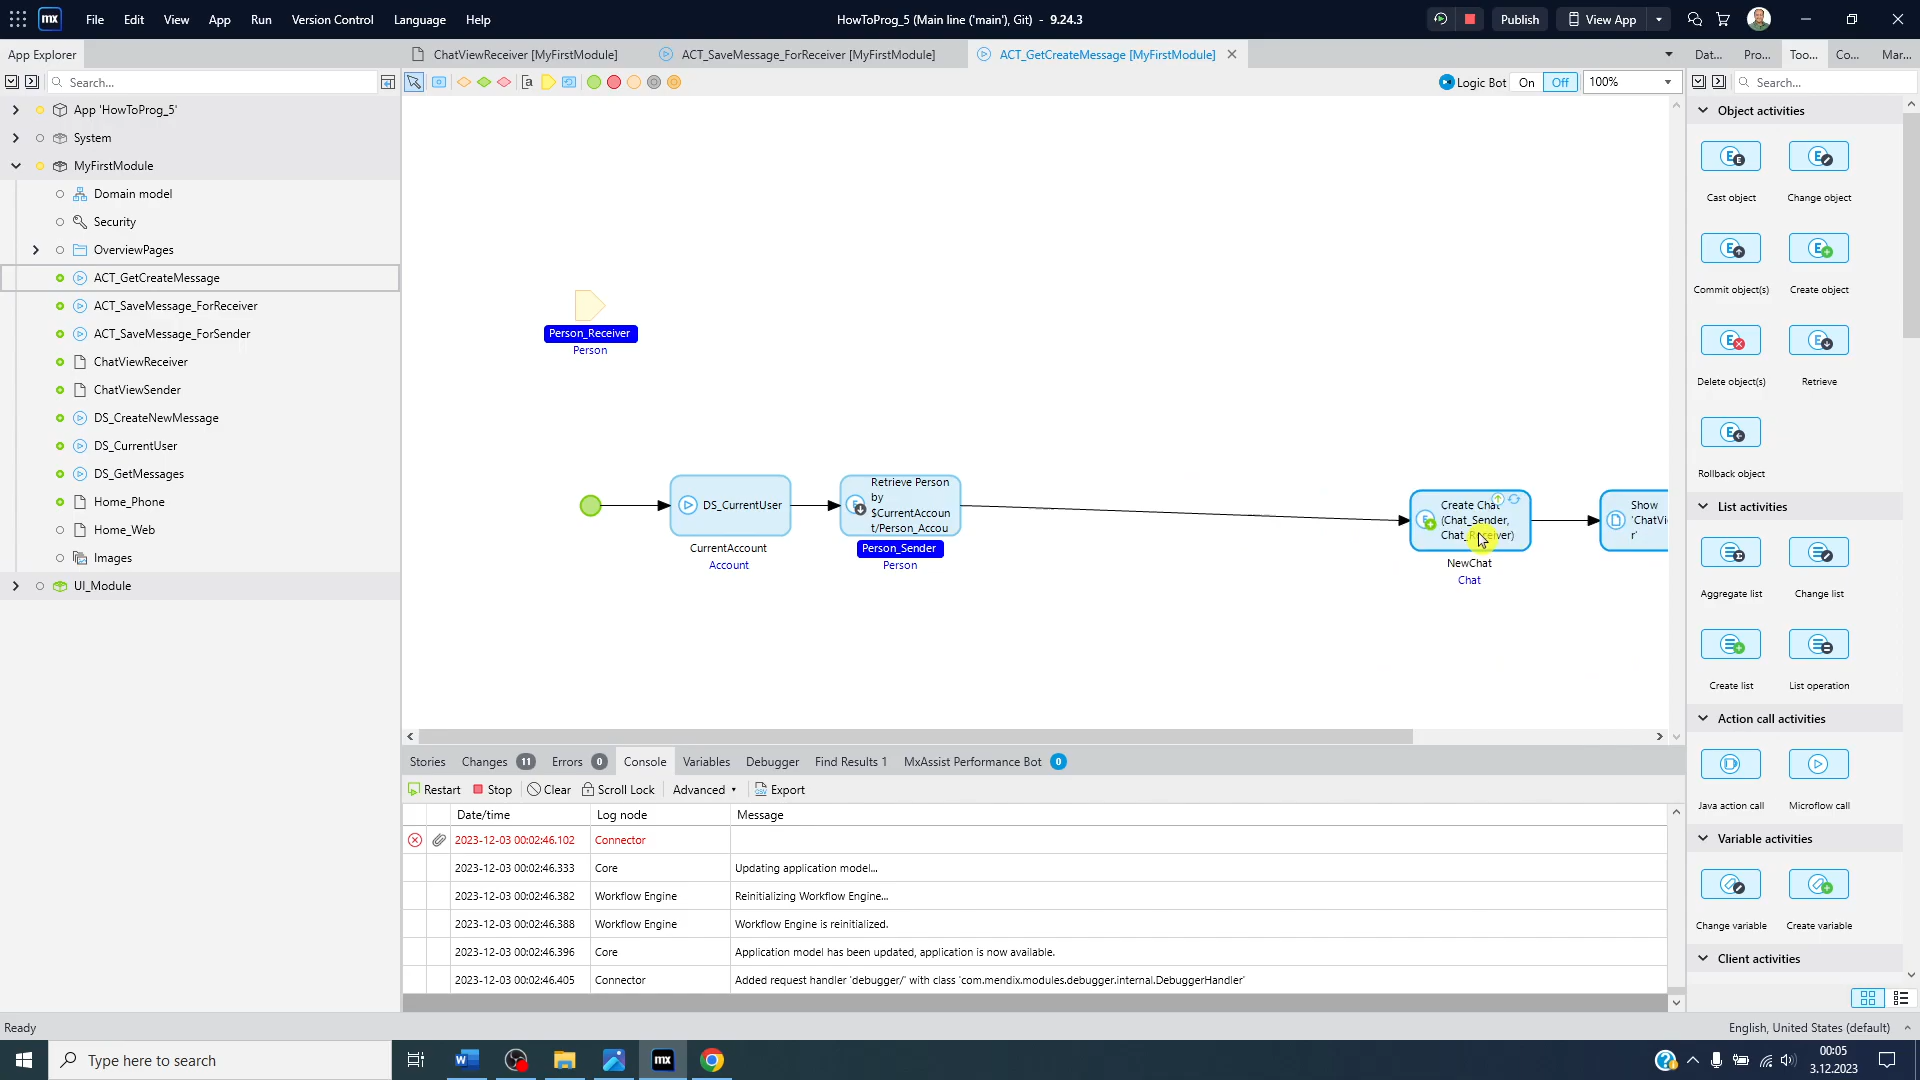 mx File Edit View App Run Version Control Language Help
HowToProg_5 (Main line ('main'), Git) - 9.24.3
Publish View App
App Explorer
ChatViewReceiver [MyFirstModule]
ACT_SaveMessage_ForReceiver [MyFirstModule]
ACT_GetCreateMessage [MyFirstModule]
Dat... Pro... Too... Co... Mar...
Search...
Logic Bot On Off 100%
Search...
App 'HowToProg_5'
System
MyFirstModule
Domain model
Security
OverviewPages
ACT_GetCreateMessage
ACT_SaveMessage_ForReceiver
ACT_SaveMessage_ForSender
ChatViewReceiver
ChatViewSender
DS_CreateNewMessage
DS_CurrentUser
DS_GetMessages
Home_Phone
Home_Web
Images
UI_Module
Person_Receiver
Person
DS_CurrentUser
CurrentAccount
Account
Retrieve Person
by
$CurrentAccoun
t/Person_Accou
Person_Sender
Person
Create Chat
(Chat_Sender,
Chat_Receiver)
NewChat
Chat
Show
'ChatVi
r'
Object activities
Cast object
Change object
Commit object(s)
Create object
Delete object(s)
Retrieve
Rollback object
List activities
Aggregate list
Change list
Create list
List operation
Action call activities
Java action call
Microflow call
Variable activities
Change variable
Create variable
Client activities
Stories Changes 11 Errors 0 Console Variables Debugger Find Results 1 MxAssist Performance Bot 0
Restart Stop Clear Scroll Lock Advanced Export
Date/time Log node Message
2023-12-03 00:02:46.102 Connector
2023-12-03 00:02:46.333 Core Updating application model...
2023-12-03 00:02:46.382 Workflow Engine Reinitializing Workflow Engine...
2023-12-03 00:02:46.388 Workflow Engine Workflow Engine is reinitialized.
2023-12-03 00:02:46.396 Core Application model has been updated, application is now available.
2023-12-03 00:02:46.405 Connector Added request handler 'debugger/' with class 'com.mendix.modules.debugger.internal.DebuggerHandler'
Ready
English, United States (default)
Type here to search
mx
00:05
3.12.2023